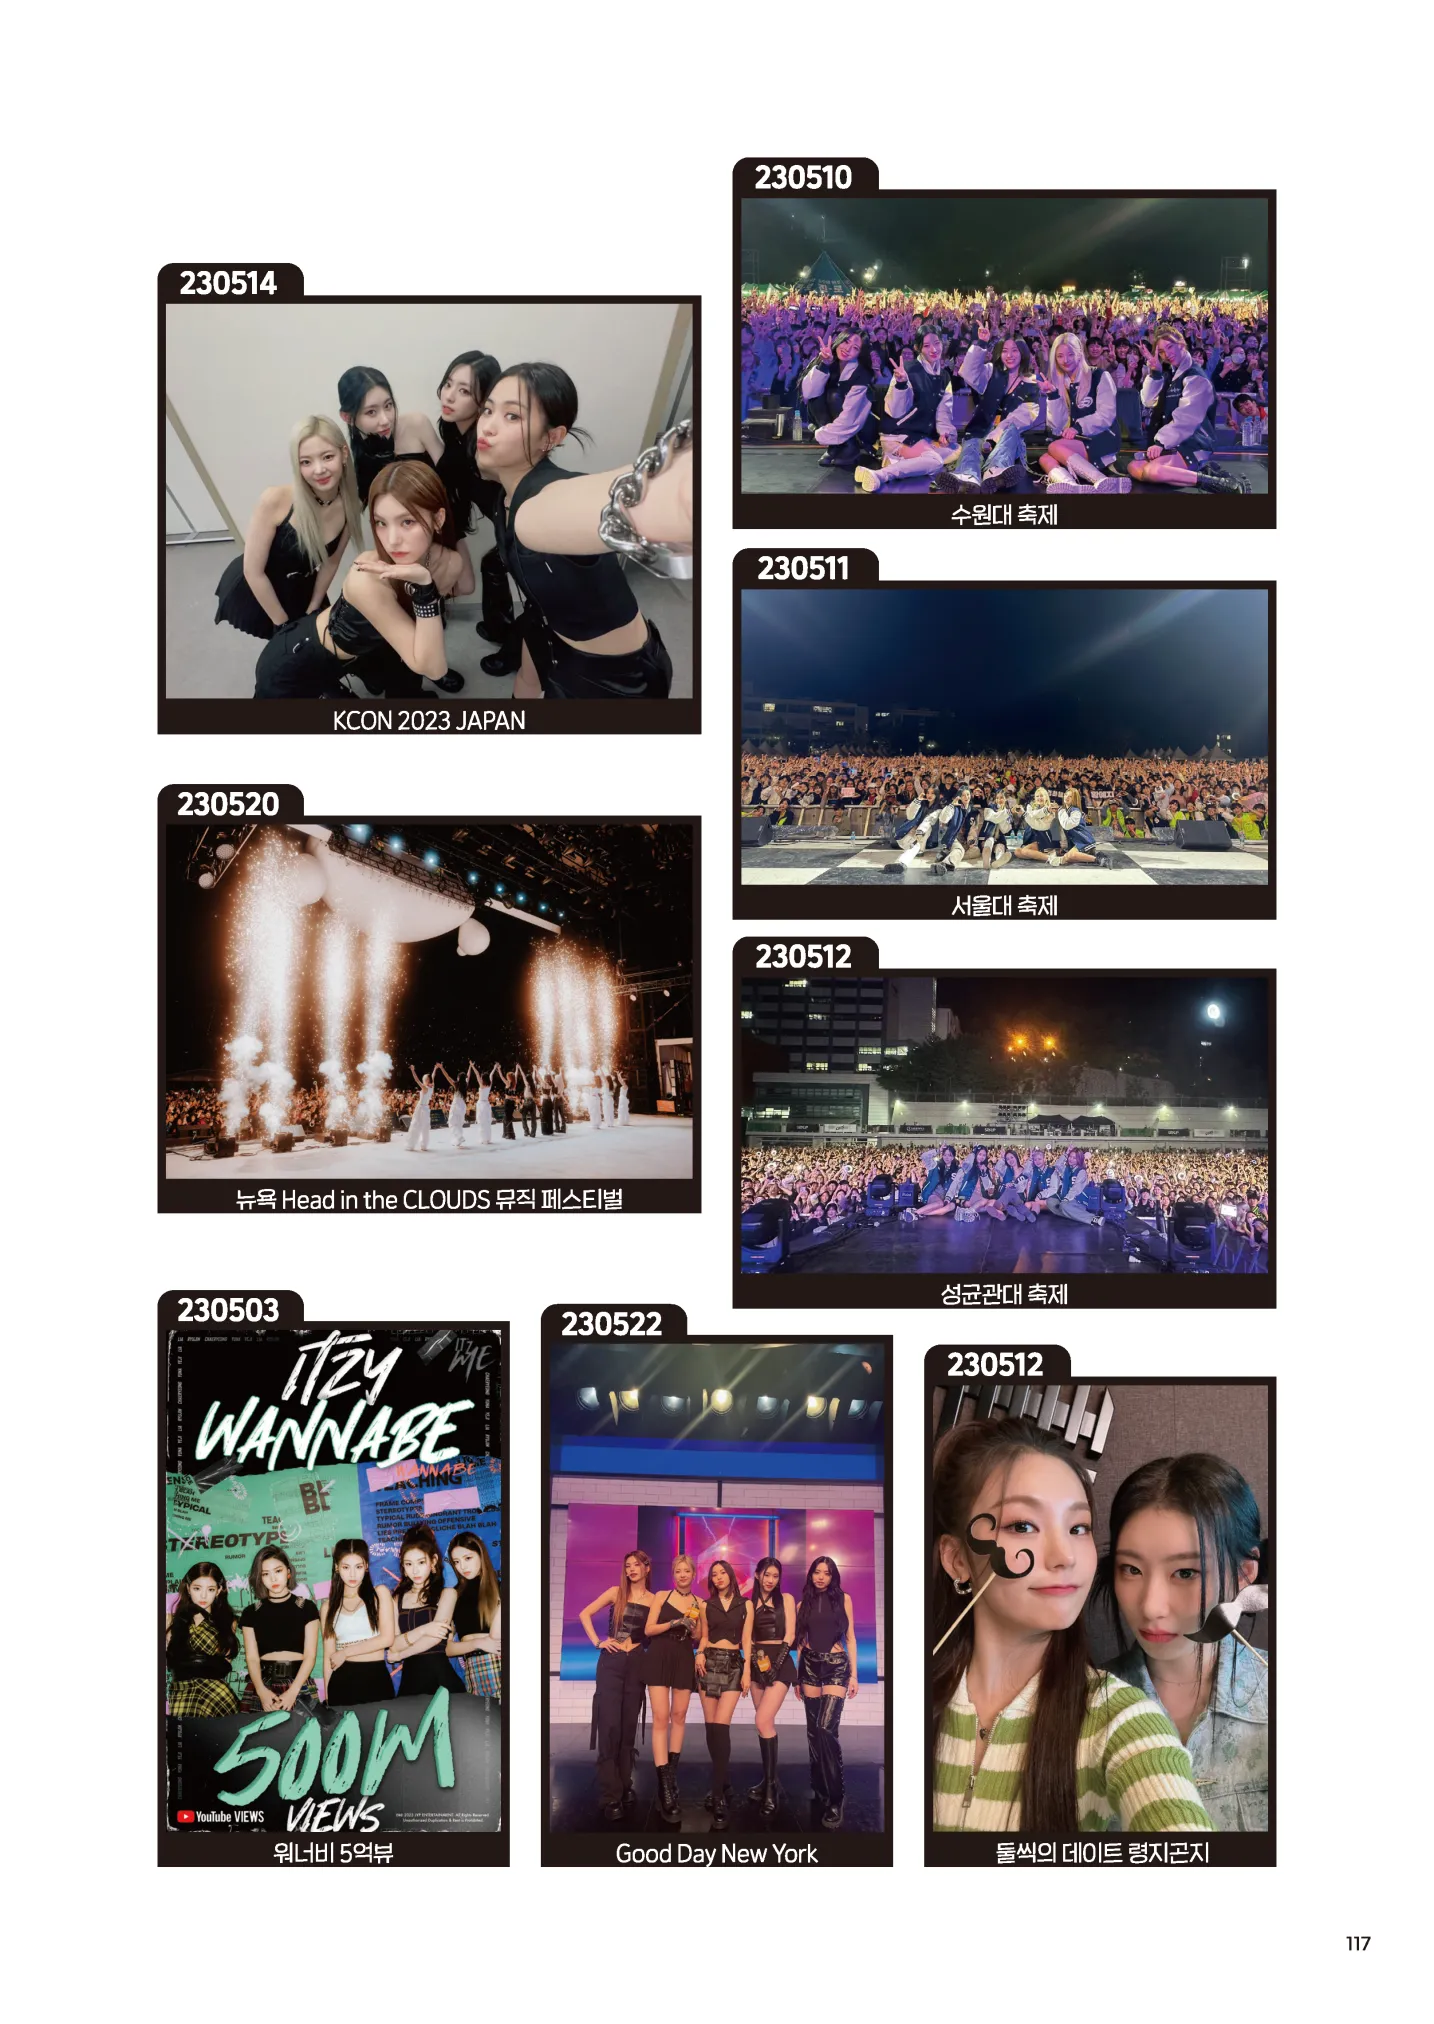 230510
수원대 축제
230514
KCON 2023 JAPAN
230511
서울대 축제
230520
뉴욕 Head in the CLOUDS 뮤직 페스티벌
230512
성균관대 축제
230503
ITZY
WANNABE
WANNABE
STEREOTYPE
RUMOR
500M
YouTube VIEWS
VIEWS
워너비 5억뷰
230522
Good Day New York
230512
둘씩의 데이트 령지곤지
117